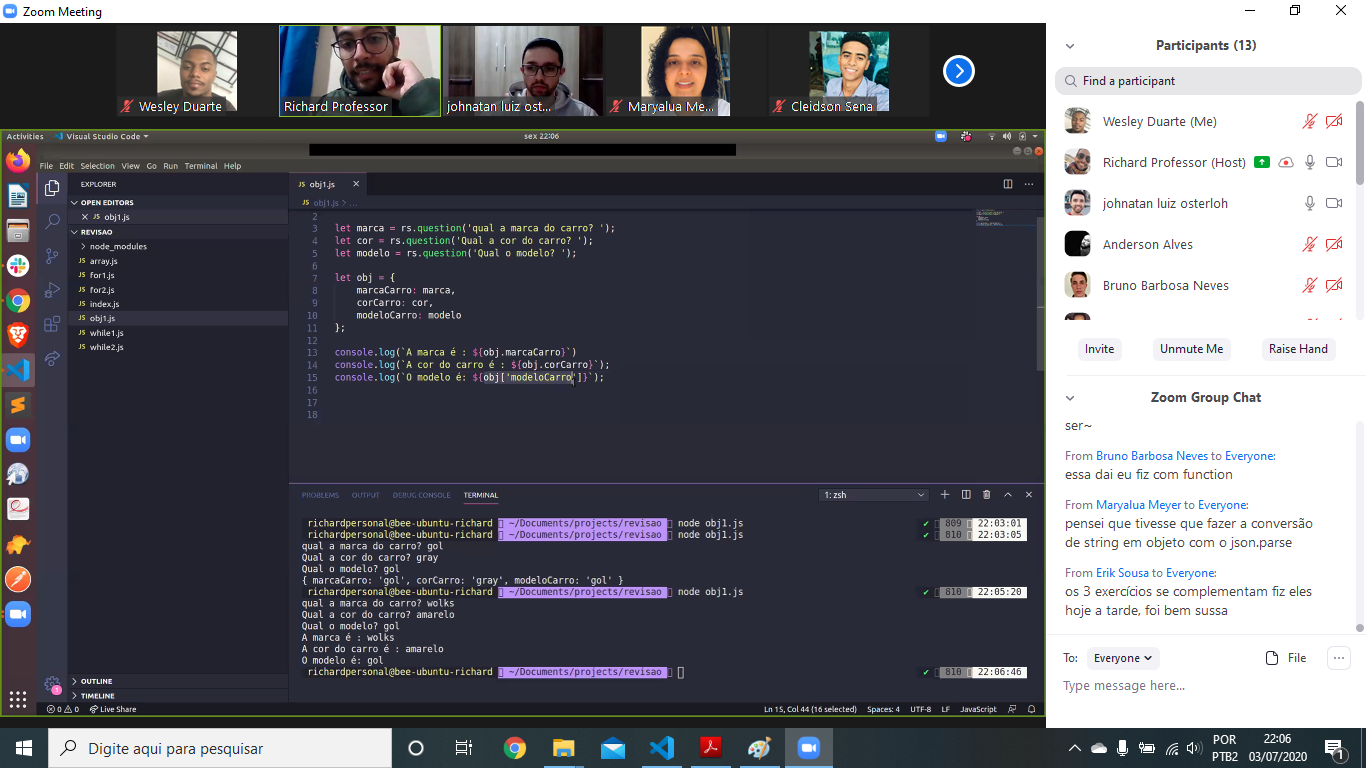 Zoom Meeting
Wesley Duarte
Richard Professor
johnatan luiz ost...
Maryalua Me...
Cleidson Sena
Activities
Visual Studio Code
sex 22:06
File Edit Selection View Go Run Terminal Help
EXPLORER
OPEN EDITORS
JS obj1.js
REVISAO
node_modules
JS array.js
JS for1.js
JS for2.js
JS index.js
JS obj1.js
JS while1.js
JS while2.js
OUTLINE
TIMELINE
JS obj1.js
JS obj1.js > ...
2
3 let marca = rs.question('qual a marca do carro? ');
4 let cor = rs.question('Qual a cor do carro? ');
5 let modelo = rs.question('Qual o modelo? ');
6
7 let obj = {
8 marcaCarro: marca,
9 corCarro: cor,
10 modeloCarro: modelo
11 };
12
13 console.log(`A marca é : ${obj.marcaCarro}`)
14 console.log(`A cor do carro é : ${obj.corCarro}`);
15 console.log(`O modelo é: ${obj['modeloCarro']}`);
16
17
18
PROBLEMS OUTPUT DEBUG CONSOLE TERMINAL
1: zsh
richardpersonal@bee-ubuntu-richard ~/Documents/projects/revisao node obj1.js ✔ 809 22:03:01
richardpersonal@bee-ubuntu-richard ~/Documents/projects/revisao node obj1.js ✔ 810 22:03:05
qual a marca do carro? gol
Qual a cor do carro? gray
Qual o modelo? gol
{ marcaCarro: 'gol', corCarro: 'gray', modeloCarro: 'gol' }
richardpersonal@bee-ubuntu-richard ~/Documents/projects/revisao node obj1.js ✔ 810 22:05:20
qual a marca do carro? wolks
Qual a cor do carro? amarelo
Qual o modelo? gol
A marca é : wolks
A cor do carro é : amarelo
O modelo é: gol
richardpersonal@bee-ubuntu-richard ~/Documents/projects/revisao ✔ 810 22:06:46
0 0 Live Share
Ln 15, Col 44 (16 selected) Spaces: 4 UTF-8 LF JavaScript
Participants (13)
Find a participant
Wesley Duarte (Me)
Richard Professor (Host)
johnatan luiz osterloh
Anderson Alves
Bruno Barbosa Neves
Invite
Unmute Me
Raise Hand
Zoom Group Chat
ser~
From Bruno Barbosa Neves to Everyone:
essa dai eu fiz com function
From Maryalua Meyer to Everyone:
pensei que tivesse que fazer a conversão
de string em objeto com o json.parse
From Erik Sousa to Everyone:
os 3 exercícios se complementam fiz eles
hoje a tarde, foi bem sussa
To: Everyone
File
Type message here...
Digite aqui para pesquisar
POR
PTB2
22:06
03/07/2020
1